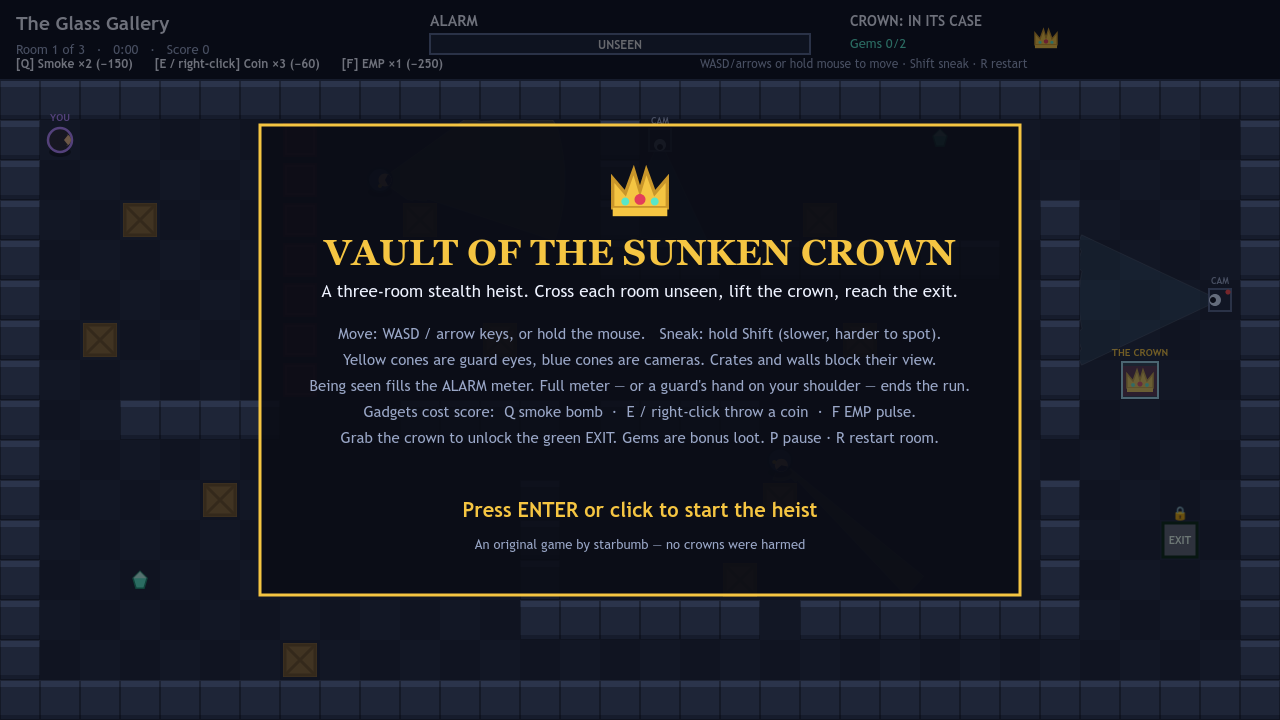 The Glass Gallery
Room 1 of 3 · 0:00 · Score 0
[Q] Smoke ×2 (−150) [E / right-click] Coin ×3 (−60) [F] EMP ×1 (−250)
ALARM
UNSEEN
CROWN: IN ITS CASE
Gems 0/2
WASD/arrows or hold mouse to move · Shift sneak · R restart
YOU
CAM
VAULT OF THE SUNKEN CROWN
A three-room stealth heist. Cross each room unseen, lift the crown, reach the exit.
Move: WASD / arrow keys, or hold the mouse. Sneak: hold Shift (slower, harder to spot).
Yellow cones are guard eyes, blue cones are cameras. Crates and walls block their view.
Being seen fills the ALARM meter. Full meter — or a guard's hand on your shoulder — ends the run.
Gadgets cost score: Q smoke bomb · E / right-click throw a coin · F EMP pulse.
Grab the crown to unlock the green EXIT. Gems are bonus loot. P pause · R restart room.
Press ENTER or click to start the heist
An original game by starbumb — no crowns were harmed
CAM
THE CROWN
EXIT